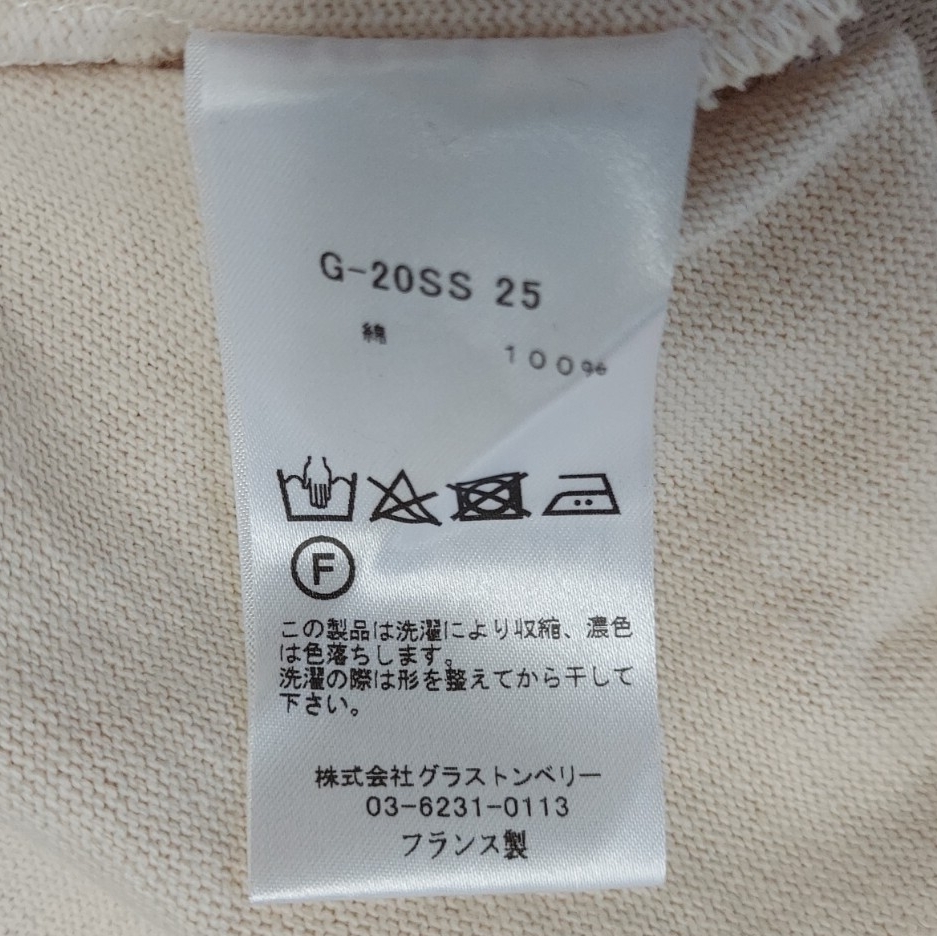 G-20SS 25
綿 100%
F
この製品は洗濯により収縮、濃色
は色落ちします。
洗濯の際は形を整えてから干して
下さい。
株式会社グラストンベリー
03-6231-0113
フランス製